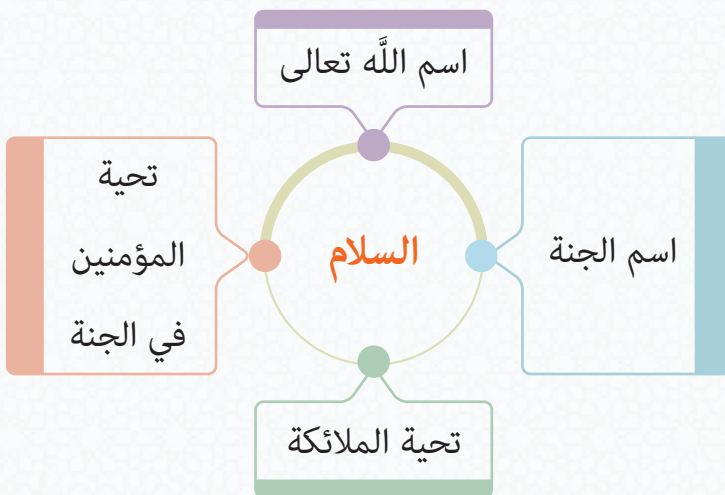 اسم اللَّه تعالى
اسم الجنة
السلام
تحية
المؤمنين
في الجنة
تحية الملائكة